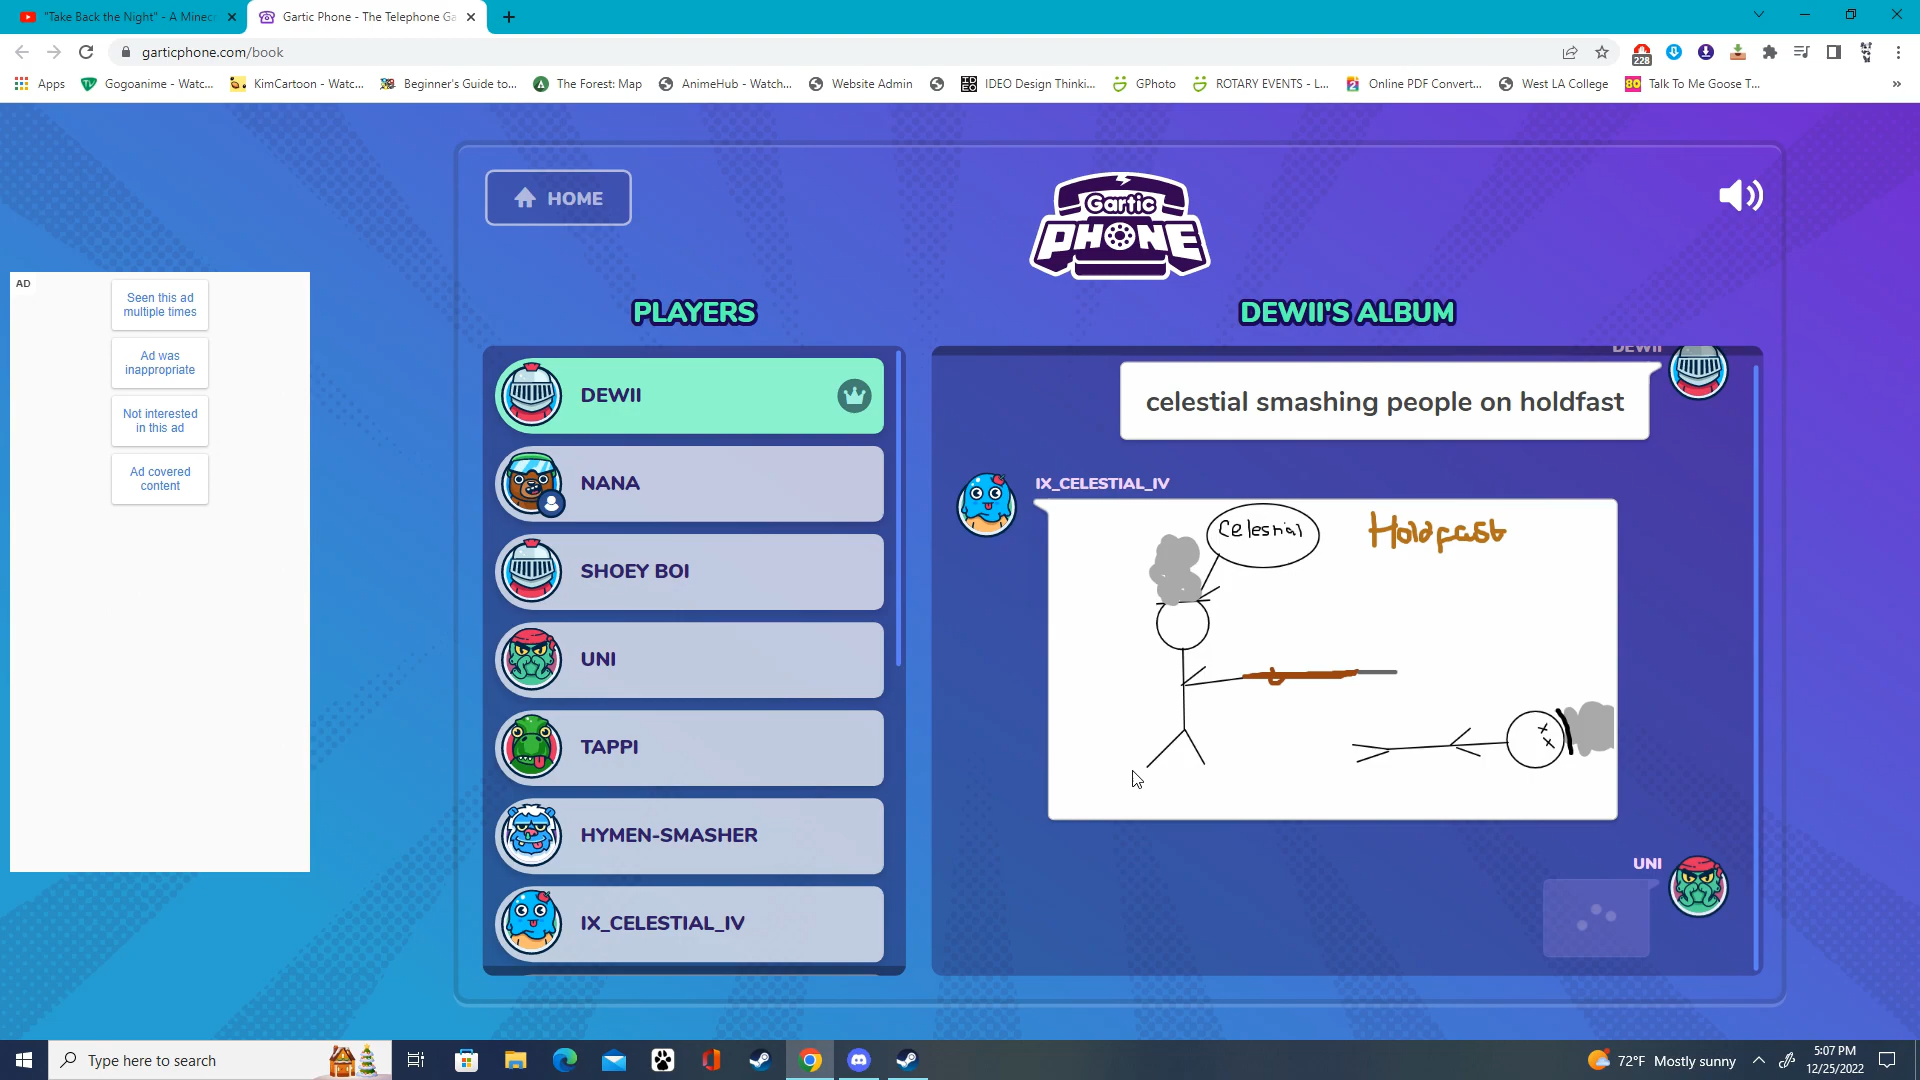 "Take Back the Night" - A Minec
Gartic Phone - The Telephone Ga
garticphone.com/book
228
Apps
Gogoanime - Watc...
KimCartoon - Watc...
Beginner's Guide to...
The Forest: Map
AnimeHub - Watch...
Website Admin
IDEO Design Thinki...
GPhoto
ROTARY EVENTS - L...
Online PDF Convert...
West LA College
Talk To Me Goose T...
HOME
Gartic
PHONE
AD
Seen this ad
multiple times
Ad was
inappropriate
Not interested
in this ad
Ad covered
content
PLAYERS
DEWII
NANA
SHOEY BOI
UNI
TAPPI
HYMEN-SMASHER
IX_CELESTIAL_IV
DEWII'S ALBUM
DEWII
celestial smashing people on holdfast
IX_CELESTIAL_IV
Celestial
Holdfast
UNI
Type here to search
72°F Mostly sunny
5:07 PM
12/25/2022